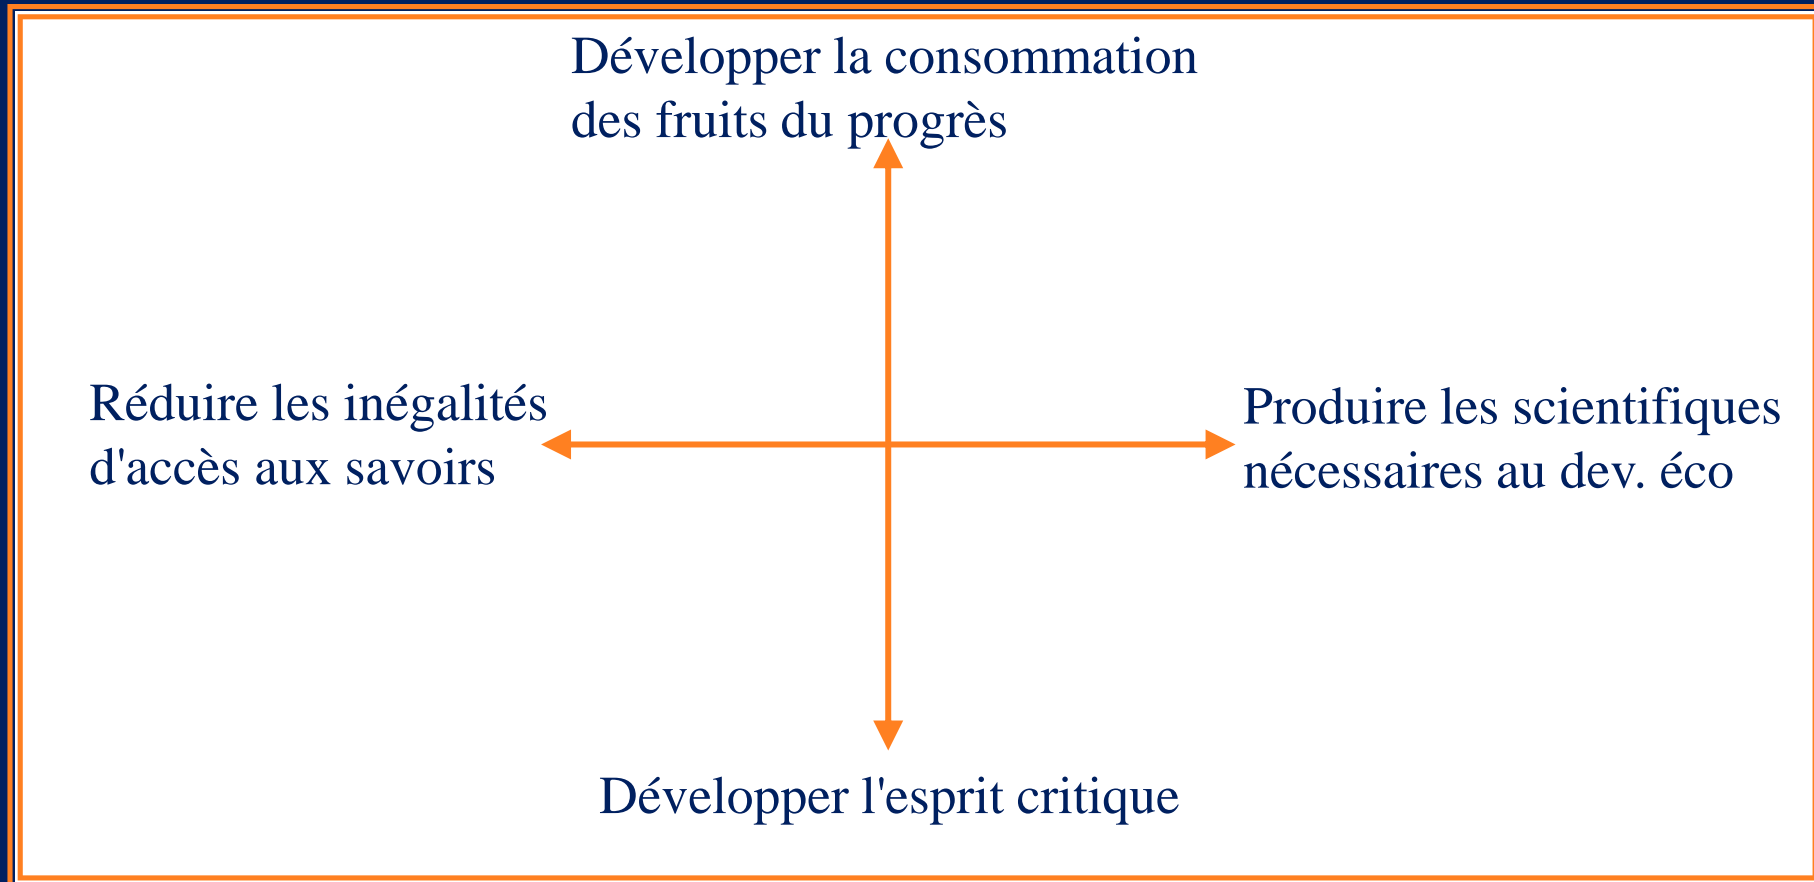 Développer la consommation
des fruits du progrès
Réduire les inégalités
d'accès aux savoirs
Produire les scientifiques
nécessaires au dev. éco
Développer l'esprit critique